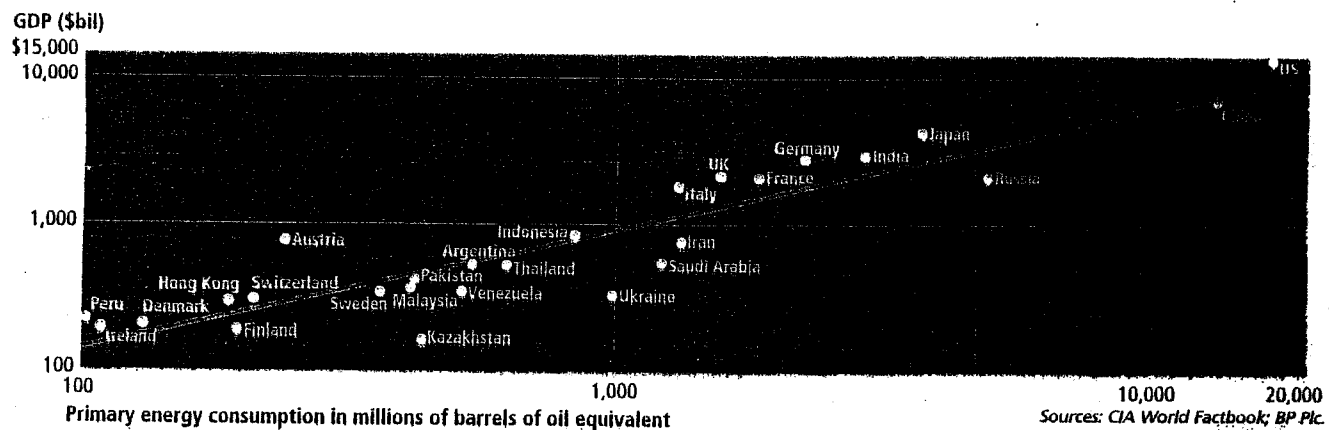 GDP ($bil)
$15,000
10,000
US
Japan
Germany
India
UK
France
Russia
Italy
1,000
Indonesia
Austria
Iran
Argentina
Saudi Arabia
Thailand
Pakistan
Hong Kong
Switzerland
Sweden
Malaysia
Venezuela
Ukraine
Peru
Denmark
Ireland
Finland
Kazakhstan
100
100
1,000
10,000
20,000
Primary energy consumption in millions of barrels of oil equivalent
Sources: CIA World Factbook; BP Plc.